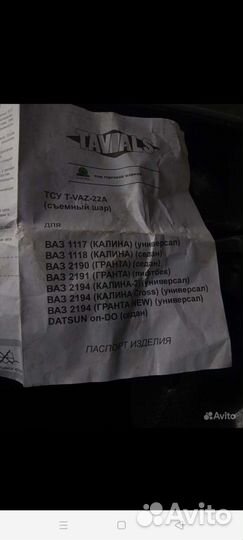 TAVIALS
ТСУ T-VAZ-22A
(съемный шар)
для
ВАЗ 1117 (КАЛИНА) (универсал)
ВАЗ 1118 (КАЛИНА) (седан)
ВАЗ 2190 (ГРАНТА) (седан)
ВАЗ 2191 (ГРАНТА) (лифтбек)
ВАЗ 2194 (КАЛИНА-2) (универсал)
ВАЗ 2194 (КАЛИНА Cross) (универсал)
ВАЗ 2194 (ГРАНТА NEW) (универсал)
DATSUN on-DO (седан)
ПАСПОРТ ИЗДЕЛИЯ
Avito
Avito